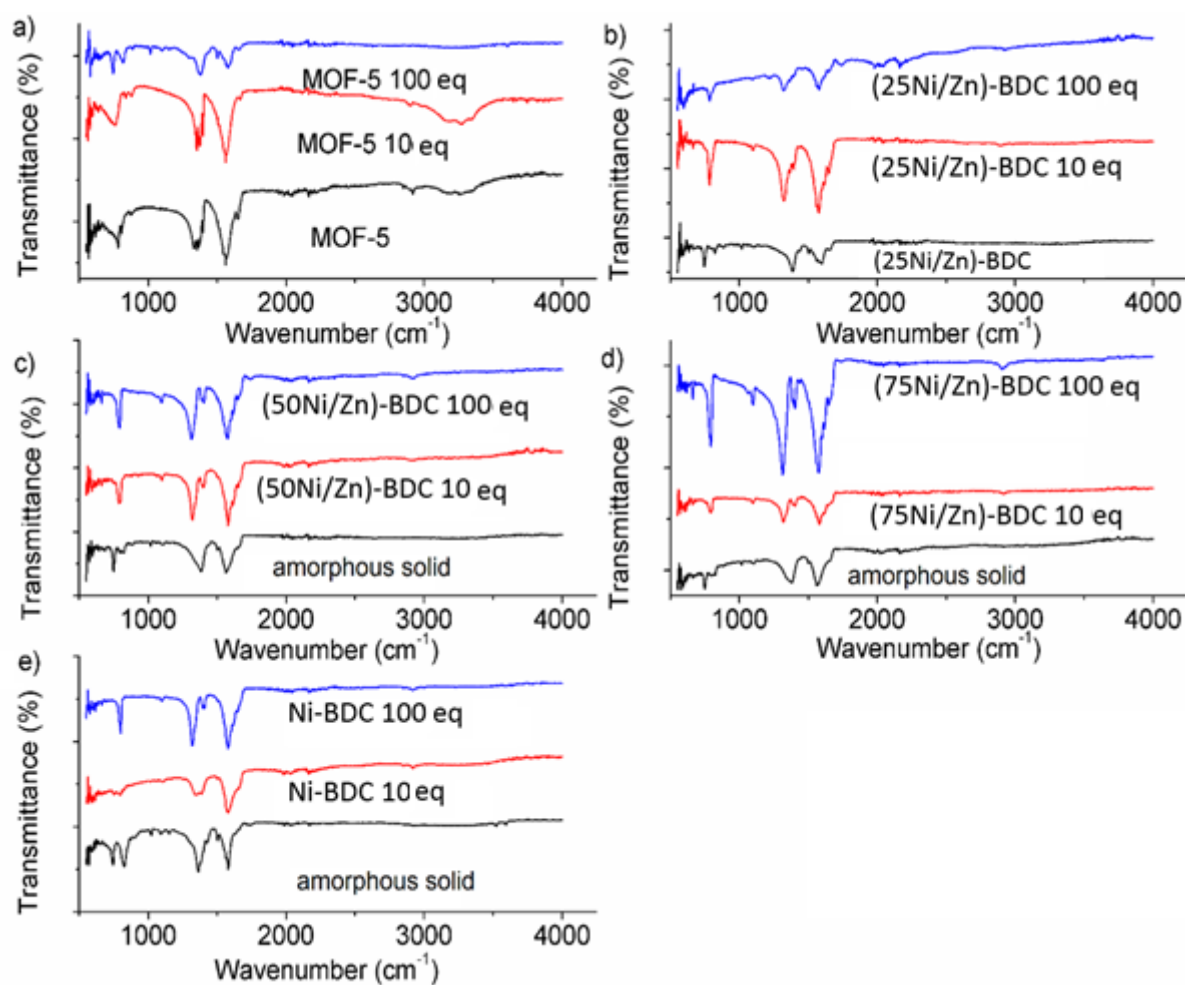 a)
Transmittance (%)
MOF-5 100 eq
MOF-5 10 eq
MOF-5
1000 2000 3000 4000
Wavenumber (cm⁻¹)
b)
Transmittance (%)
(25Ni/Zn)-BDC 100 eq
(25Ni/Zn)-BDC 10 eq
(25Ni/Zn)-BDC
1000 2000 3000 4000
Wavenumber (cm⁻¹)
c)
Transmittance (%)
(50Ni/Zn)-BDC 100 eq
(50Ni/Zn)-BDC 10 eq
amorphous solid
1000 2000 3000 4000
Wavenumber (cm⁻¹)
d)
Transmittance (%)
(75Ni/Zn)-BDC 100 eq
(75Ni/Zn)-BDC 10 eq
amorphous solid
1000 2000 3000 4000
Wavenumber (cm⁻¹)
e)
Transmittance (%)
Ni-BDC 100 eq
Ni-BDC 10 eq
amorphous solid
1000 2000 3000 4000
Wavenumber (cm⁻¹)